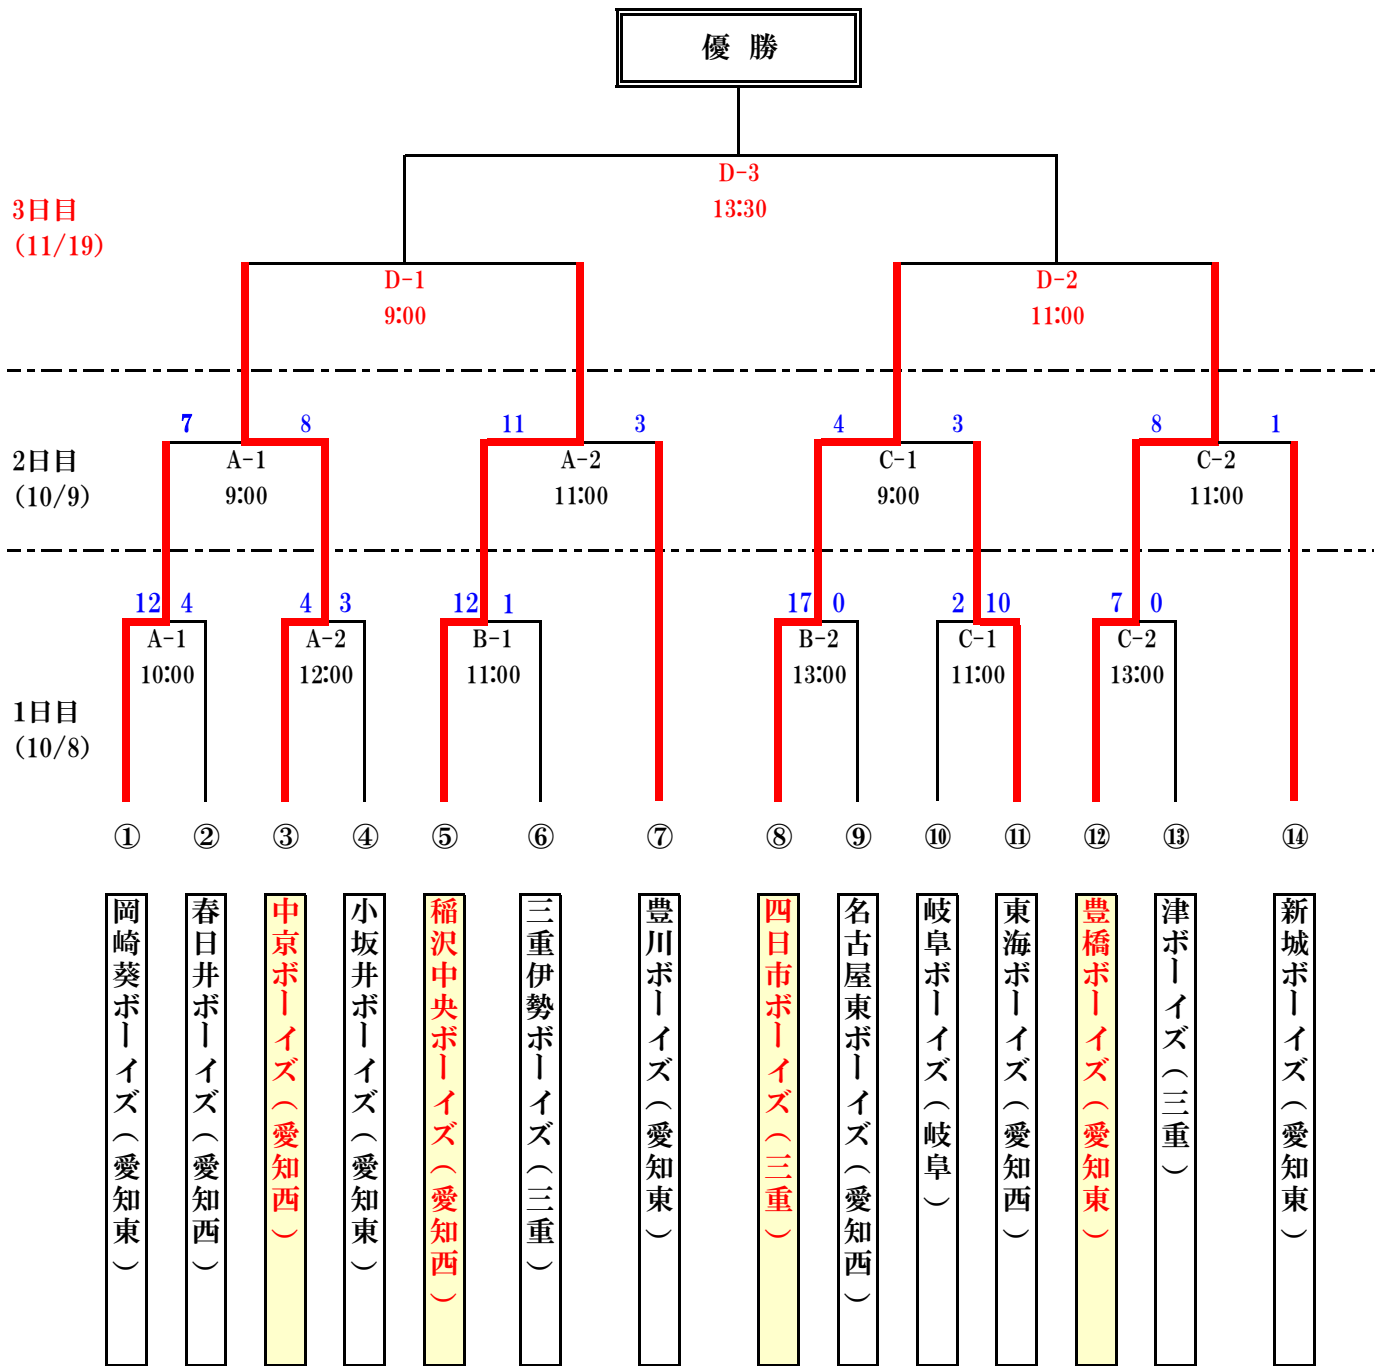 優 勝
D-3
13:30
3日目
(11/19)
D-1
9:00
D-2
11:00
7 8 11 3 4 3 8 1
2日目
(10/9)
A-1
9:00
A-2
11:00
C-1
9:00
C-2
11:00
12 4 4 3 12 1 17 0 2 10 7 0
A-1
10:00
A-2
12:00
B-1
11:00
B-2
13:00
C-1
11:00
C-2
13:00
1日目
(10/8)
① ② ③ ④ ⑤ ⑥ ⑦ ⑧ ⑨ ⑩ ⑪ ⑫ ⑬ ⑭
岡崎葵ボーイズ(愛知東)
春日井ボーイズ(愛知西)
中京ボーイズ(愛知西)
小坂井ボーイズ(愛知東)
稲沢中央ボーイズ(愛知西)
三重伊勢ボーイズ(三重)
豊川ボーイズ(愛知東)
四日市ボーイズ(三重)
名古屋東ボーイズ(愛知西)
岐阜ボーイズ(岐阜)
東海ボーイズ(愛知西)
豊橋ボーイズ(愛知東)
津ボーイズ(三重)
新城ボーイズ(愛知東)